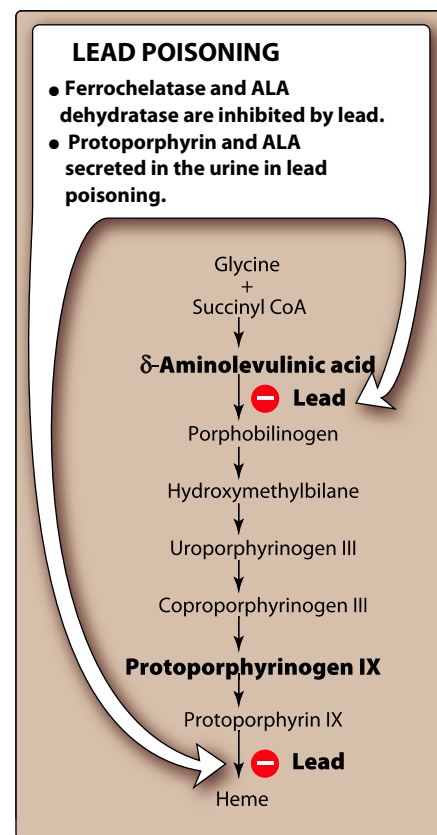 LEAD POISONING
● Ferrochelatase and ALA
dehydratase are inhibited by lead.
● Protoporphyrin and ALA
secreted in the urine in lead
poisoning.
Glycine
+
Succinyl CoA
δ-Aminolevulinic acid
Lead
Porphobilinogen
Hydroxymethylbilane
Uroporphyrinogen III
Coproporphyrinogen III
Protoporphyrinogen IX
Protoporphyrin IX
Lead
Heme